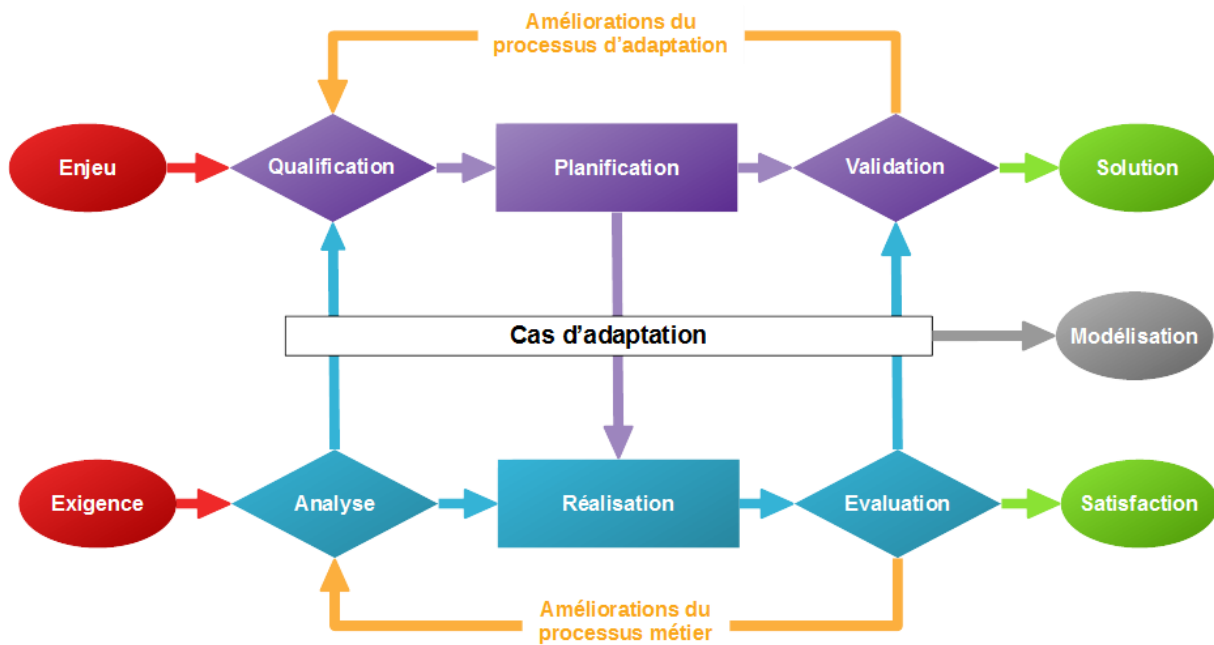 Améliorations du
processus d'adaptation
Enjeu
Qualification
Planification
Validation
Solution
Cas d'adaptation
Modélisation
Exigence
Analyse
Réalisation
Evaluation
Satisfaction
Améliorations du
processus métier